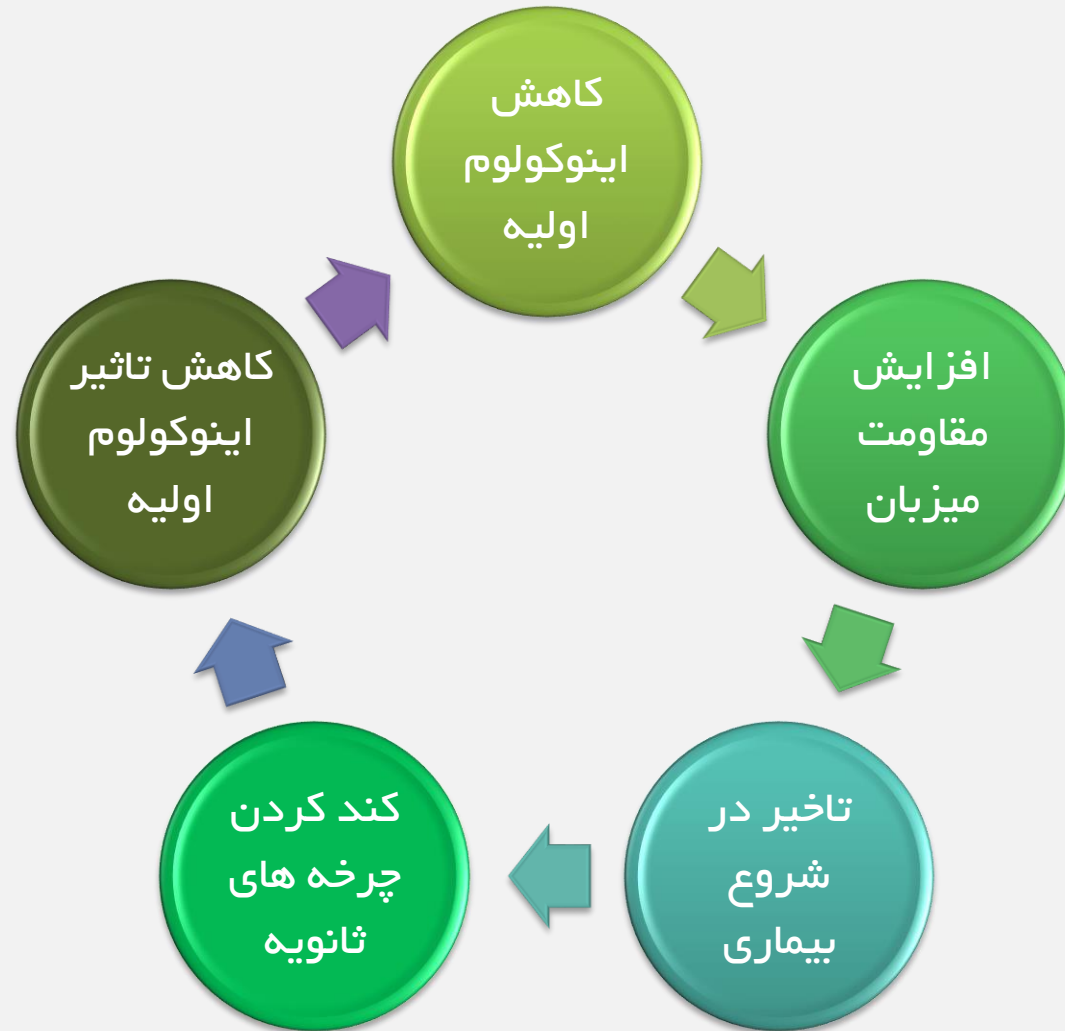 کاهش
اینوکولوم
اولیه
افزایش
مقاومت
میزبان
تاخیر در
شروع
بیماری
کند کردن
چرخه های
ثانویه
کاهش تاثیر
اینوکولوم
اولیه